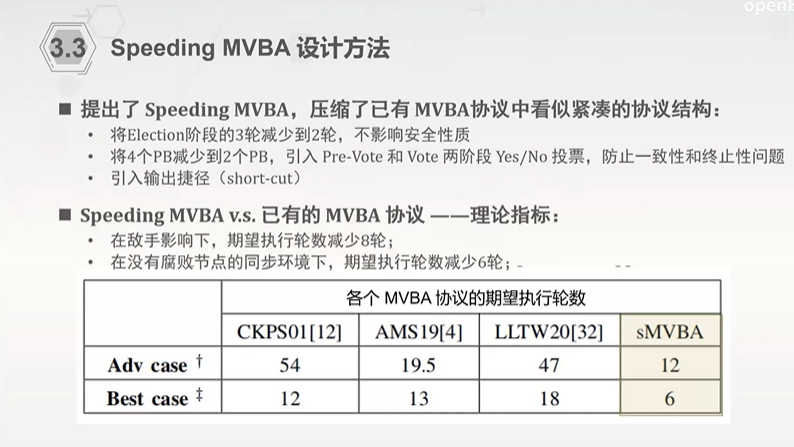 openE
3.3 Speeding MVBA 设计方法
■ 提出了 Speeding MVBA，压缩了已有 MVBA协议中看似紧凑的协议结构：
• 将Election阶段的3轮减少到2轮，不影响安全性质
• 将4个PB减少到2个PB，引入 Pre-Vote 和 Vote 两阶段 Yes/No 投票，防止一致性和终止性问题
• 引入输出捷径（short-cut）
■ Speeding MVBA v.s. 已有的 MVBA 协议 ——理论指标：
• 在敌手影响下，期望执行轮数减少8轮；
• 在没有腐败节点的同步环境下，期望执行轮数减少6轮；
各个 MVBA 协议的期望执行轮数
CKPS01[12] AMS19[4] LLTW20[32] sMVBA
Adv case † 54 19.5 47 12
Best case ‡ 12 13 18 6